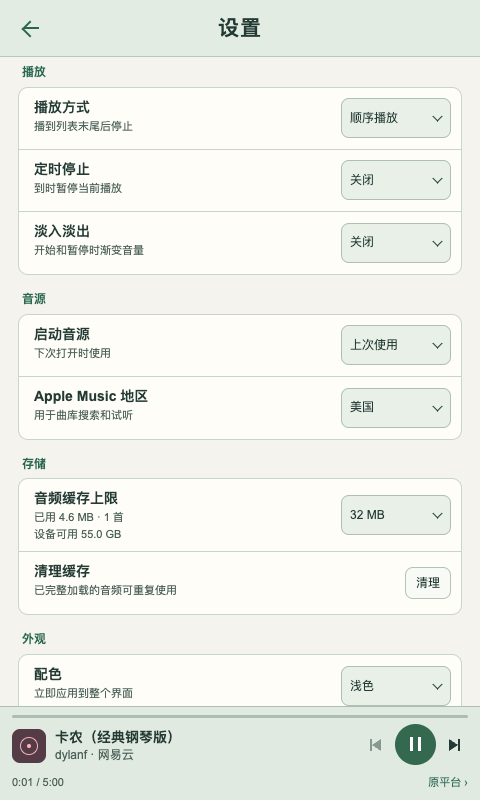 设置
播放
播放方式
播到列表末尾后停止
顺序播放
定时停止
到时暂停当前播放
关闭
淡入淡出
开始和暂停时渐变音量
关闭
音源
启动音源
下次打开时使用
上次使用
Apple Music 地区
用于曲库搜索和试听
美国
存储
音频缓存上限
已用 4.6 MB · 1 首
设备可用 55.0 GB
32 MB
清理缓存
已完整加载的音频可重复使用
清理
外观
配色
立即应用到整个界面
浅色
卡农（经典钢琴版）
dylanf · 网易云
0:01 / 5:00
原平台 ›